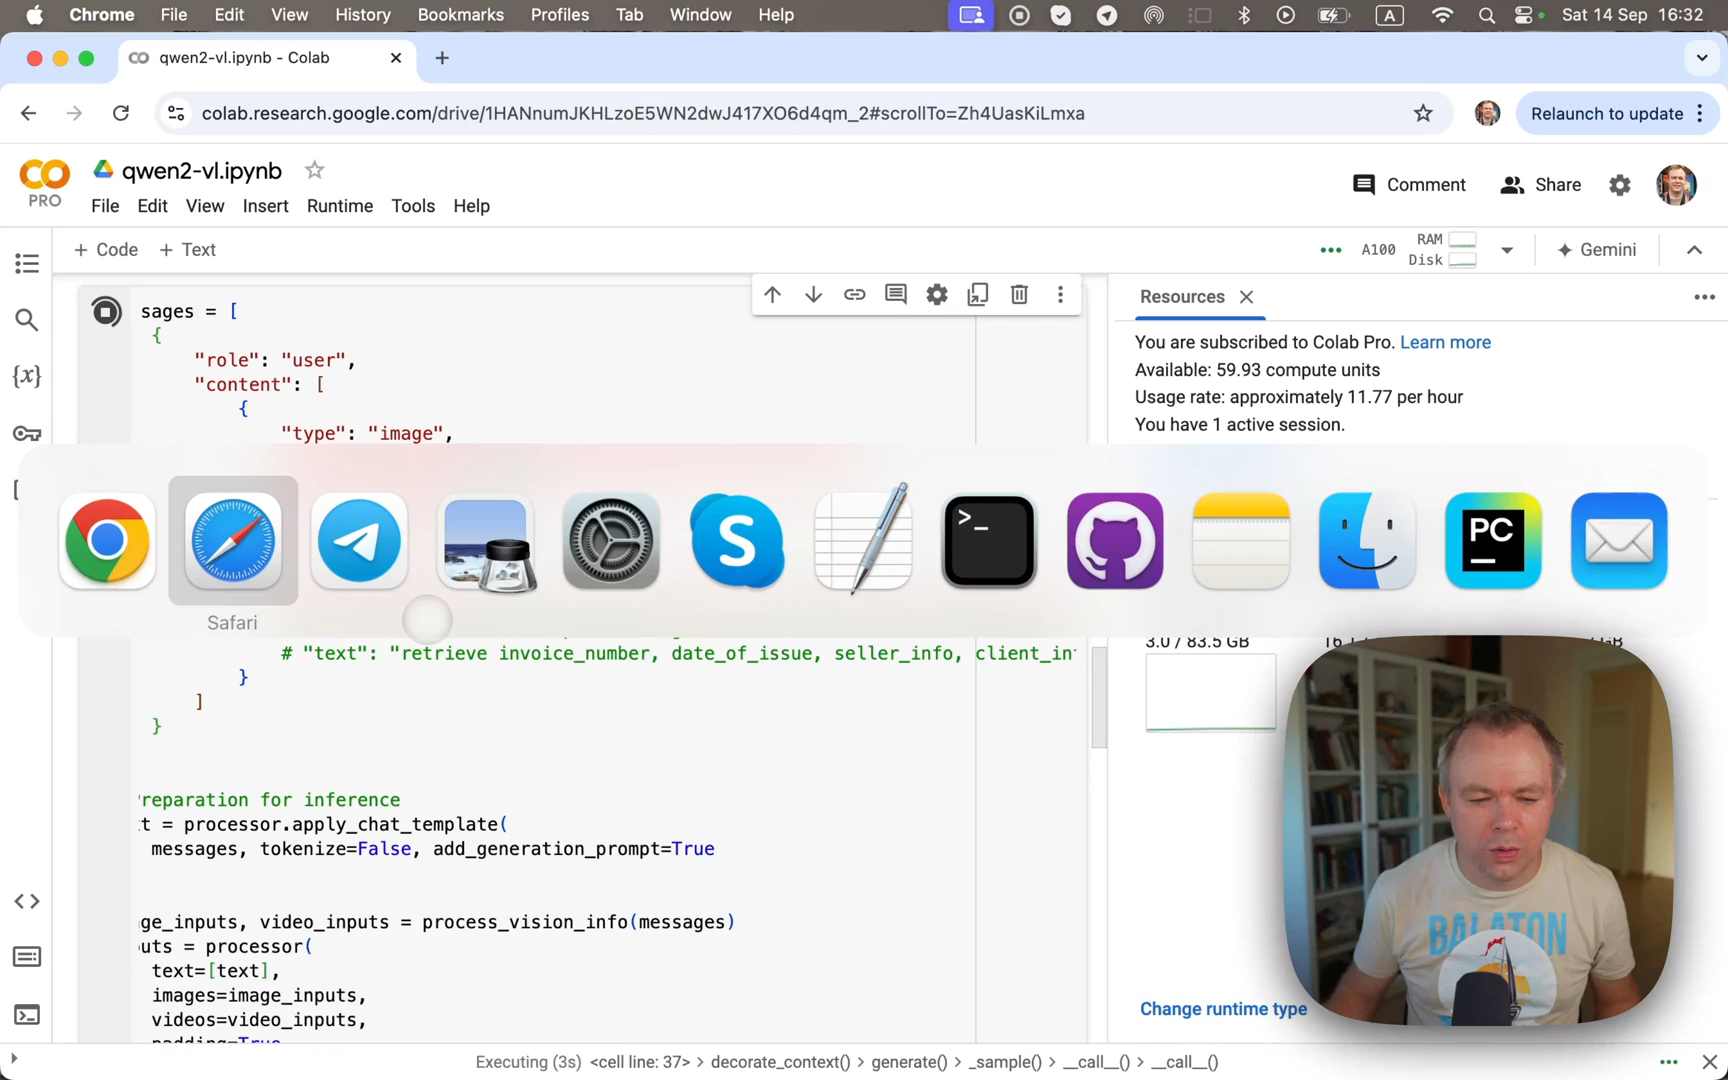 Chrome File Edit View History Bookmarks Profiles Tab Window Help A Sat 14 Sep 16:32
qwen2-vl.ipynb - Colab
colab.research.google.com/drive/1HANnumJKHLzoE5WN2dwJ417XO6d4qm_2#scrollTo=Zh4UasKiLmxa
Relaunch to update
PRO
qwen2-vl.ipynb
File Edit View Insert Runtime Tools Help
Comment Share
+ Code + Text
A100 RAM
Disk
Gemini
sages = [
{
"role": "user",
"content": [
{
"type": "image",
Resources
You are subscribed to Colab Pro. Learn more
Available: 59.93 compute units
Usage rate: approximately 11.77 per hour
You have 1 active session.
S
>_
PC
Safari
3.0 / 83.5 GB
# "text": "retrieve invoice_number, date_of_issue, seller_info, client_in
}
]
}
reparation for inference
t = processor.apply_chat_template(
messages, tokenize=False, add_generation_prompt=True
ge_inputs, video_inputs = process_vision_info(messages)
uts = processor(
text=[text],
images=image_inputs,
videos=video_inputs,
padding=True
BALATON
Change runtime type
Executing (3s) <cell line: 37> > decorate_context() > generate() > _sample() > __call__() > __call__()